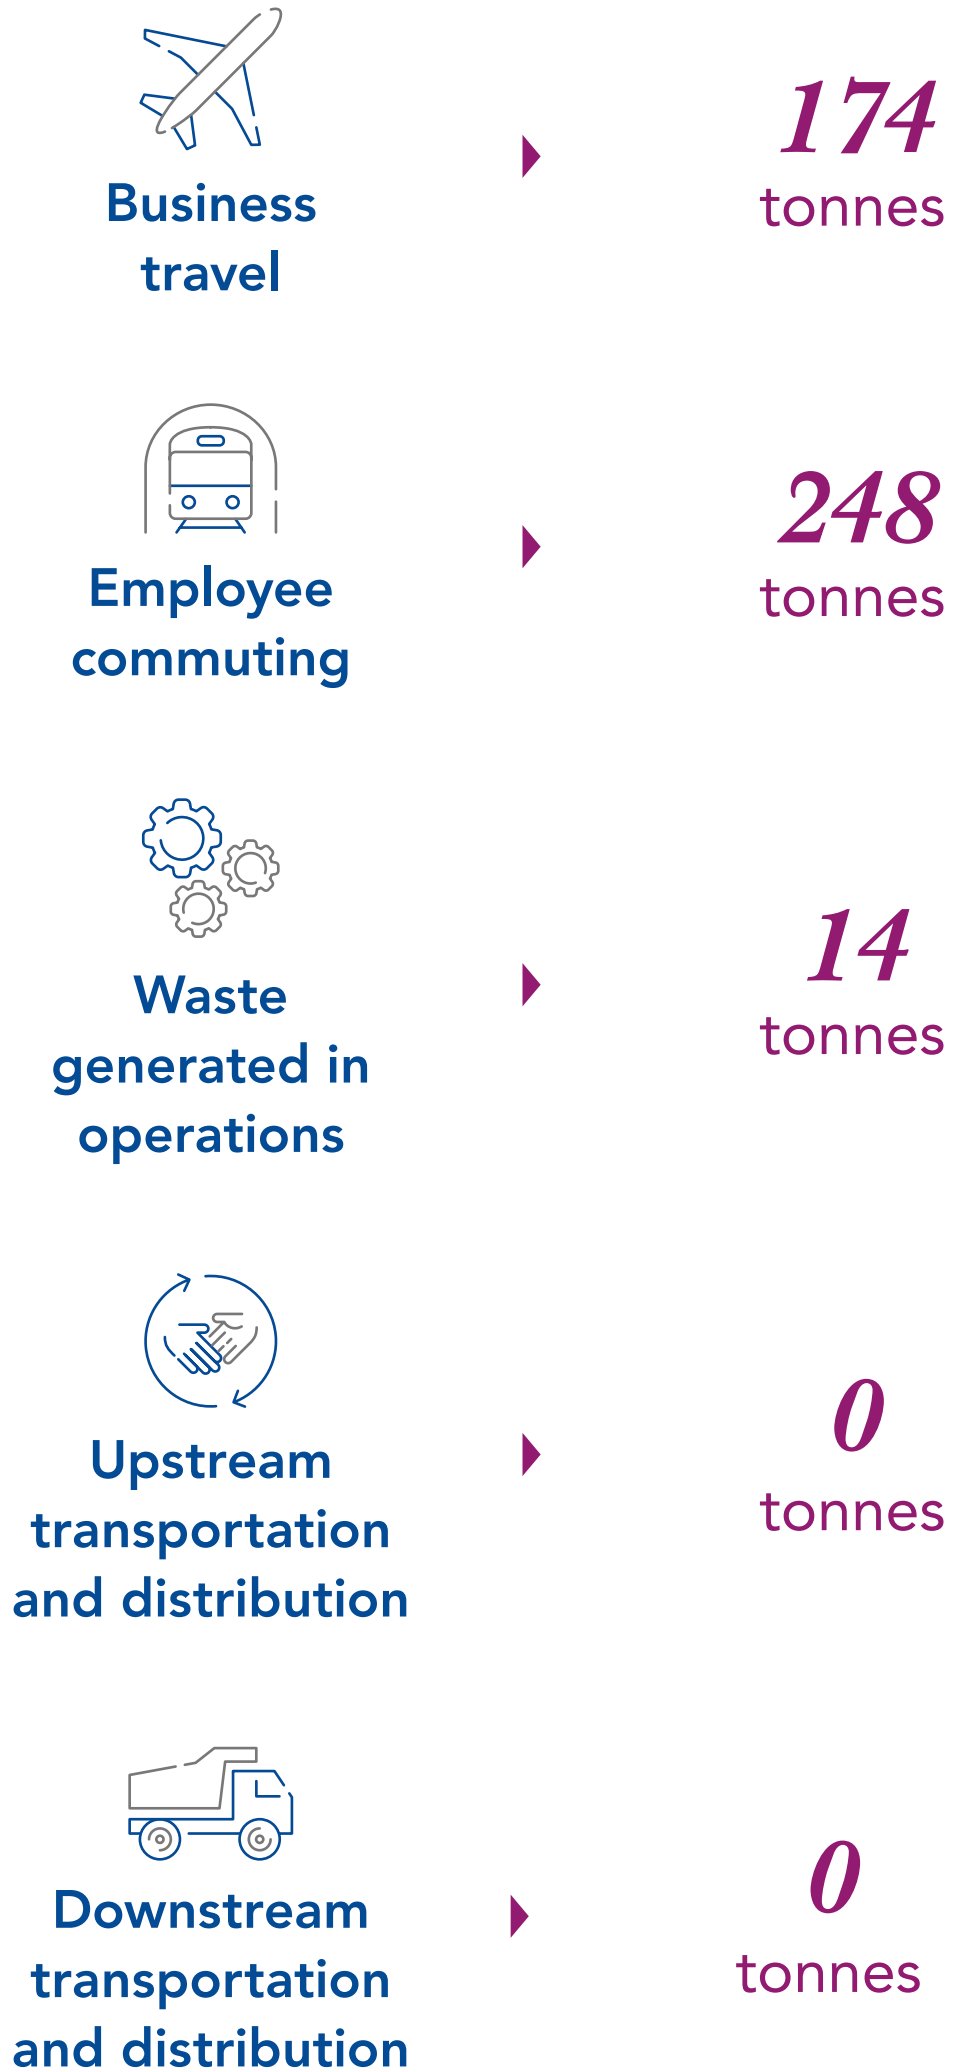 Business
travel
174
tonnes
Employee
commuting
248
tonnes
Waste
generated in
operations
14
tonnes
Upstream
transportation
and distribution
0
tonnes
Downstream
transportation
and distribution
0
tonnes